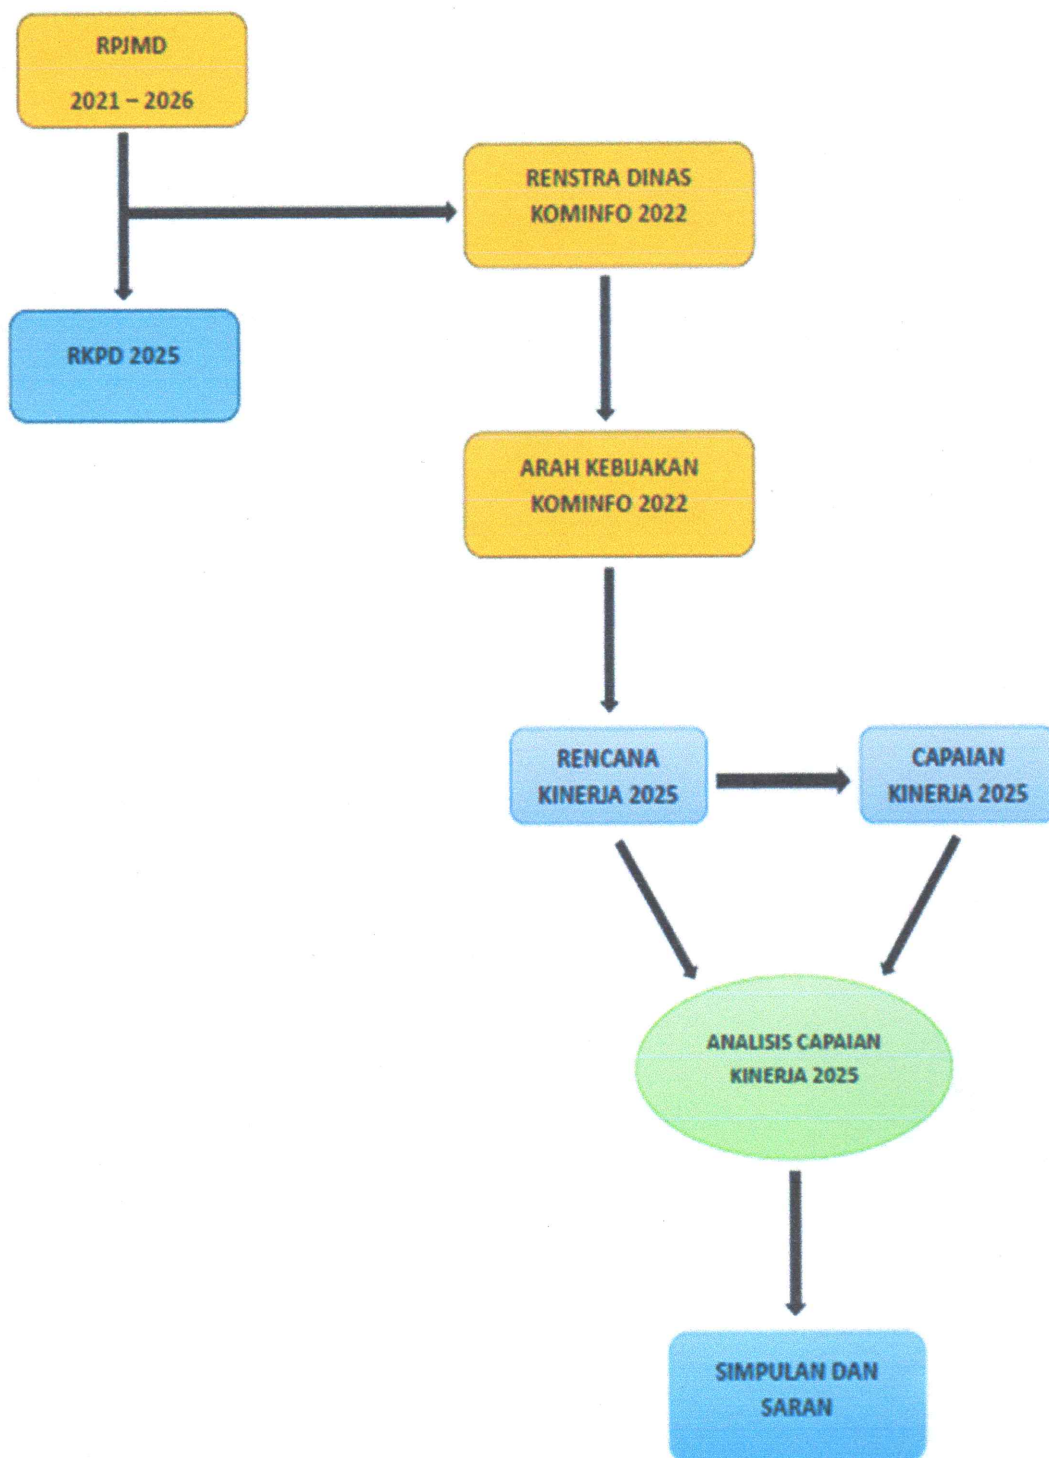 RPJMD
2021 – 2026
RENSTRA DINAS
KOMINFO 2022
RKPD 2025
ARAH KEBIJAKAN
KOMINFO 2022
RENCANA
KINERJA 2025
CAPAIAN
KINERJA 2025
ANALISIS CAPAIAN
KINERJA 2025
SIMPULAN DAN
SARAN